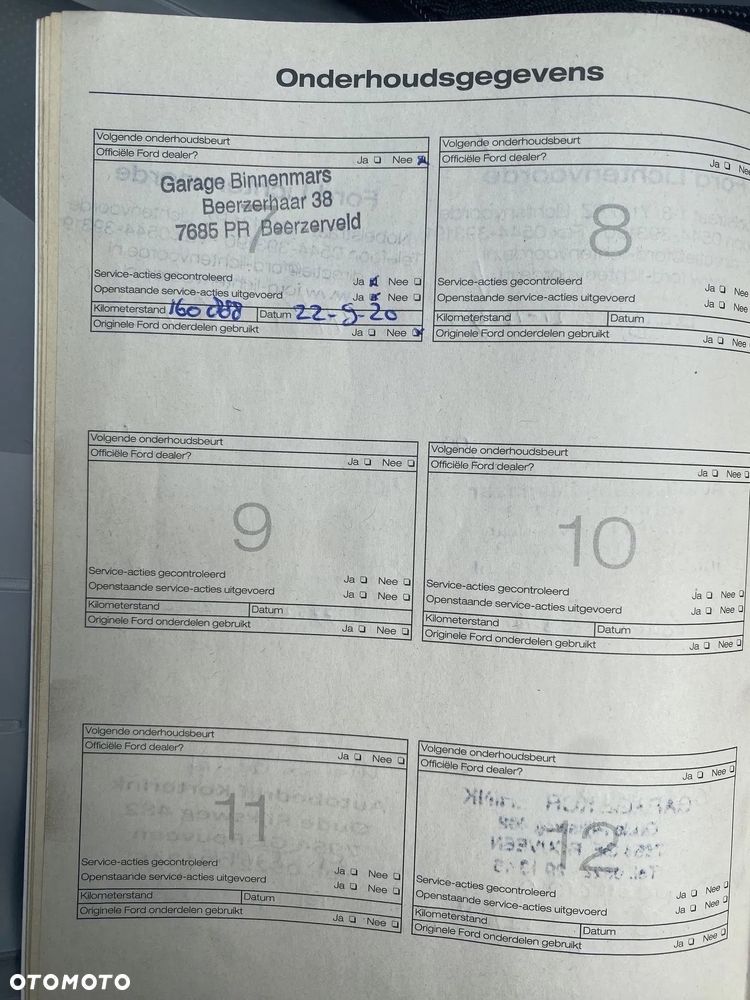 Onderhoudsgegevens
Volgende onderhoudsbeurt
Officiële Ford dealer? Ja Nee
Garage Binnenmars
Beerzerhaar 38
7685 PR Beerzerveld
7
Service-acties gecontroleerd Ja Nee
Openstaande service-acties uitgevoerd Ja Nee
Kilometerstand Datum
Originele Ford onderdelen gebruikt Ja Nee
Volgende onderhoudsbeurt
Officiële Ford dealer? Ja Nee
8
Service-acties gecontroleerd Ja Nee
Openstaande service-acties uitgevoerd Ja Nee
Kilometerstand Datum
Originele Ford onderdelen gebruikt Ja Nee
Volgende onderhoudsbeurt
Officiële Ford dealer? Ja Nee
9
Service-acties gecontroleerd Ja Nee
Openstaande service-acties uitgevoerd Ja Nee
Kilometerstand Datum
Originele Ford onderdelen gebruikt Ja Nee
Volgende onderhoudsbeurt
Officiële Ford dealer? Ja Nee
10
Service-acties gecontroleerd Ja Nee
Openstaande service-acties uitgevoerd Ja Nee
Kilometerstand Datum
Originele Ford onderdelen gebruikt Ja Nee
Volgende onderhoudsbeurt
Officiële Ford dealer? Ja Nee
11
Service-acties gecontroleerd Ja Nee
Openstaande service-acties uitgevoerd Ja Nee
Kilometerstand Datum
Originele Ford onderdelen gebruikt Ja Nee
Volgende onderhoudsbeurt
Officiële Ford dealer? Ja Nee
12
Service-acties gecontroleerd Ja Nee
Openstaande service-acties uitgevoerd Ja Nee
Kilometerstand Datum
Originele Ford onderdelen gebruikt Ja Nee
OTOMOTO